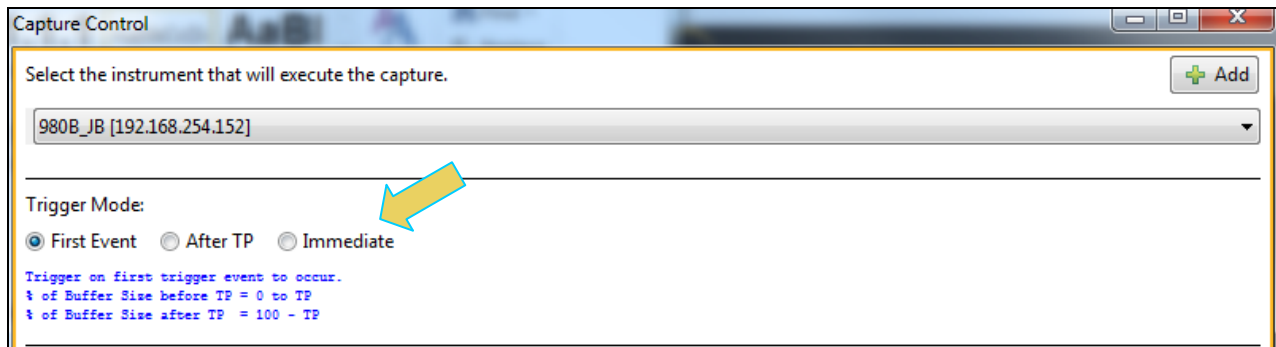 Capture Control
Select the instrument that will execute the capture.
Add
980B_JB [192.168.254.152]
Trigger Mode:
First Event After TP Immediate
Trigger on first trigger event to occur.
% of Buffer Size before TP = 0 to TP
% of Buffer Size after TP  = 100 - TP